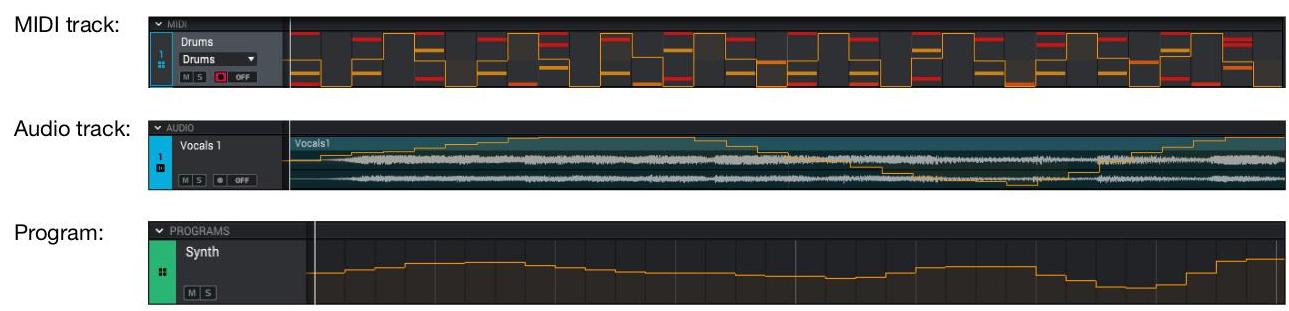 MIDI track:
MIDI
1
Drums
Drums
M S OFF
Audio track:
AUDIO
1
Vocals 1
Vocals1
M S OFF
Program:
PROGRAMS
Synth
M S